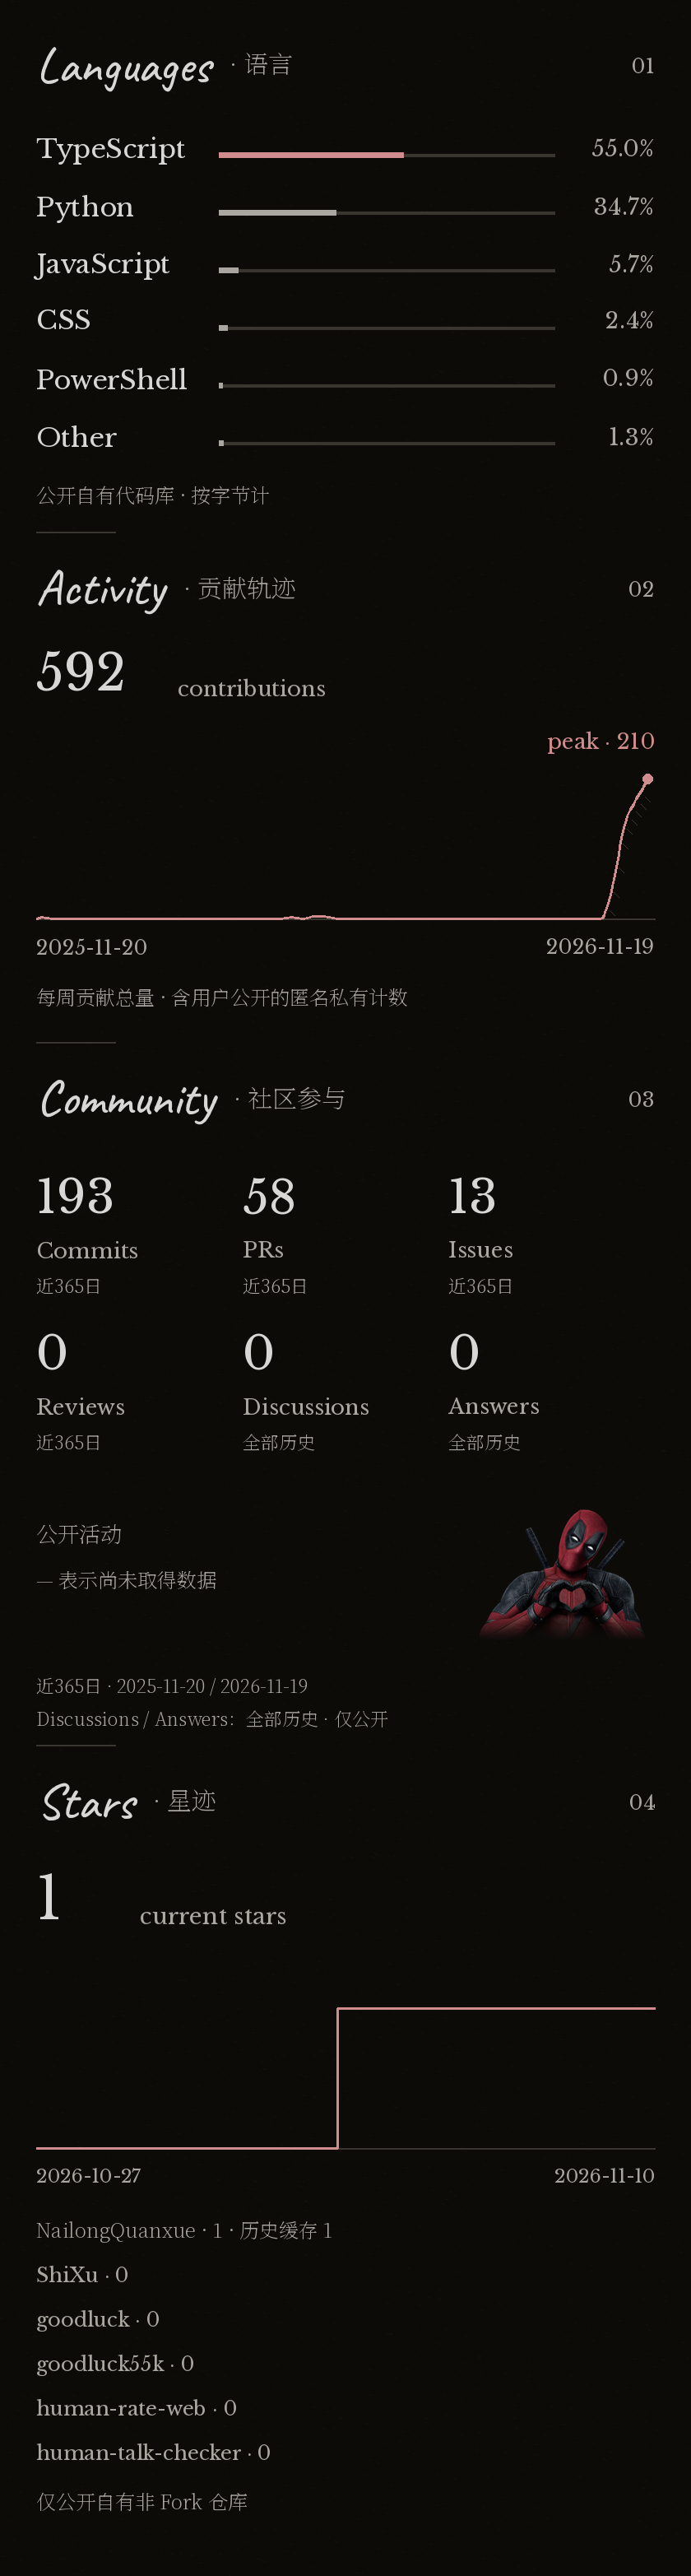 Languages · 语言 01
TypeScript 55.0%
Python 34.7%
JavaScript 5.7%
CSS 2.4%
PowerShell 0.9%
Other 1.3%
公开自有代码库 · 按字节计
Activity · 贡献轨迹 02
592 contributions
peak · 210
2025-11-20 2026-11-19
每周贡献总量 · 含用户公开的匿名私有计数
Community · 社区参与 03
193 58 13
Commits PRs Issues
近365日 近365日 近365日
0 0 0
Reviews Discussions Answers
近365日 全部历史 全部历史
公开活动
— 表示尚未取得数据
近365日 · 2025-11-20 / 2026-11-19
Discussions / Answers：全部历史 · 仅公开
Stars · 星迹 04
1 current stars
2026-10-27 2026-11-10
NailongQuanxue · 1 · 历史缓存 1
ShiXu · 0
goodluck · 0
goodluck55k · 0
human-rate-web · 0
human-talk-checker · 0
仅公开自有非 Fork 仓库